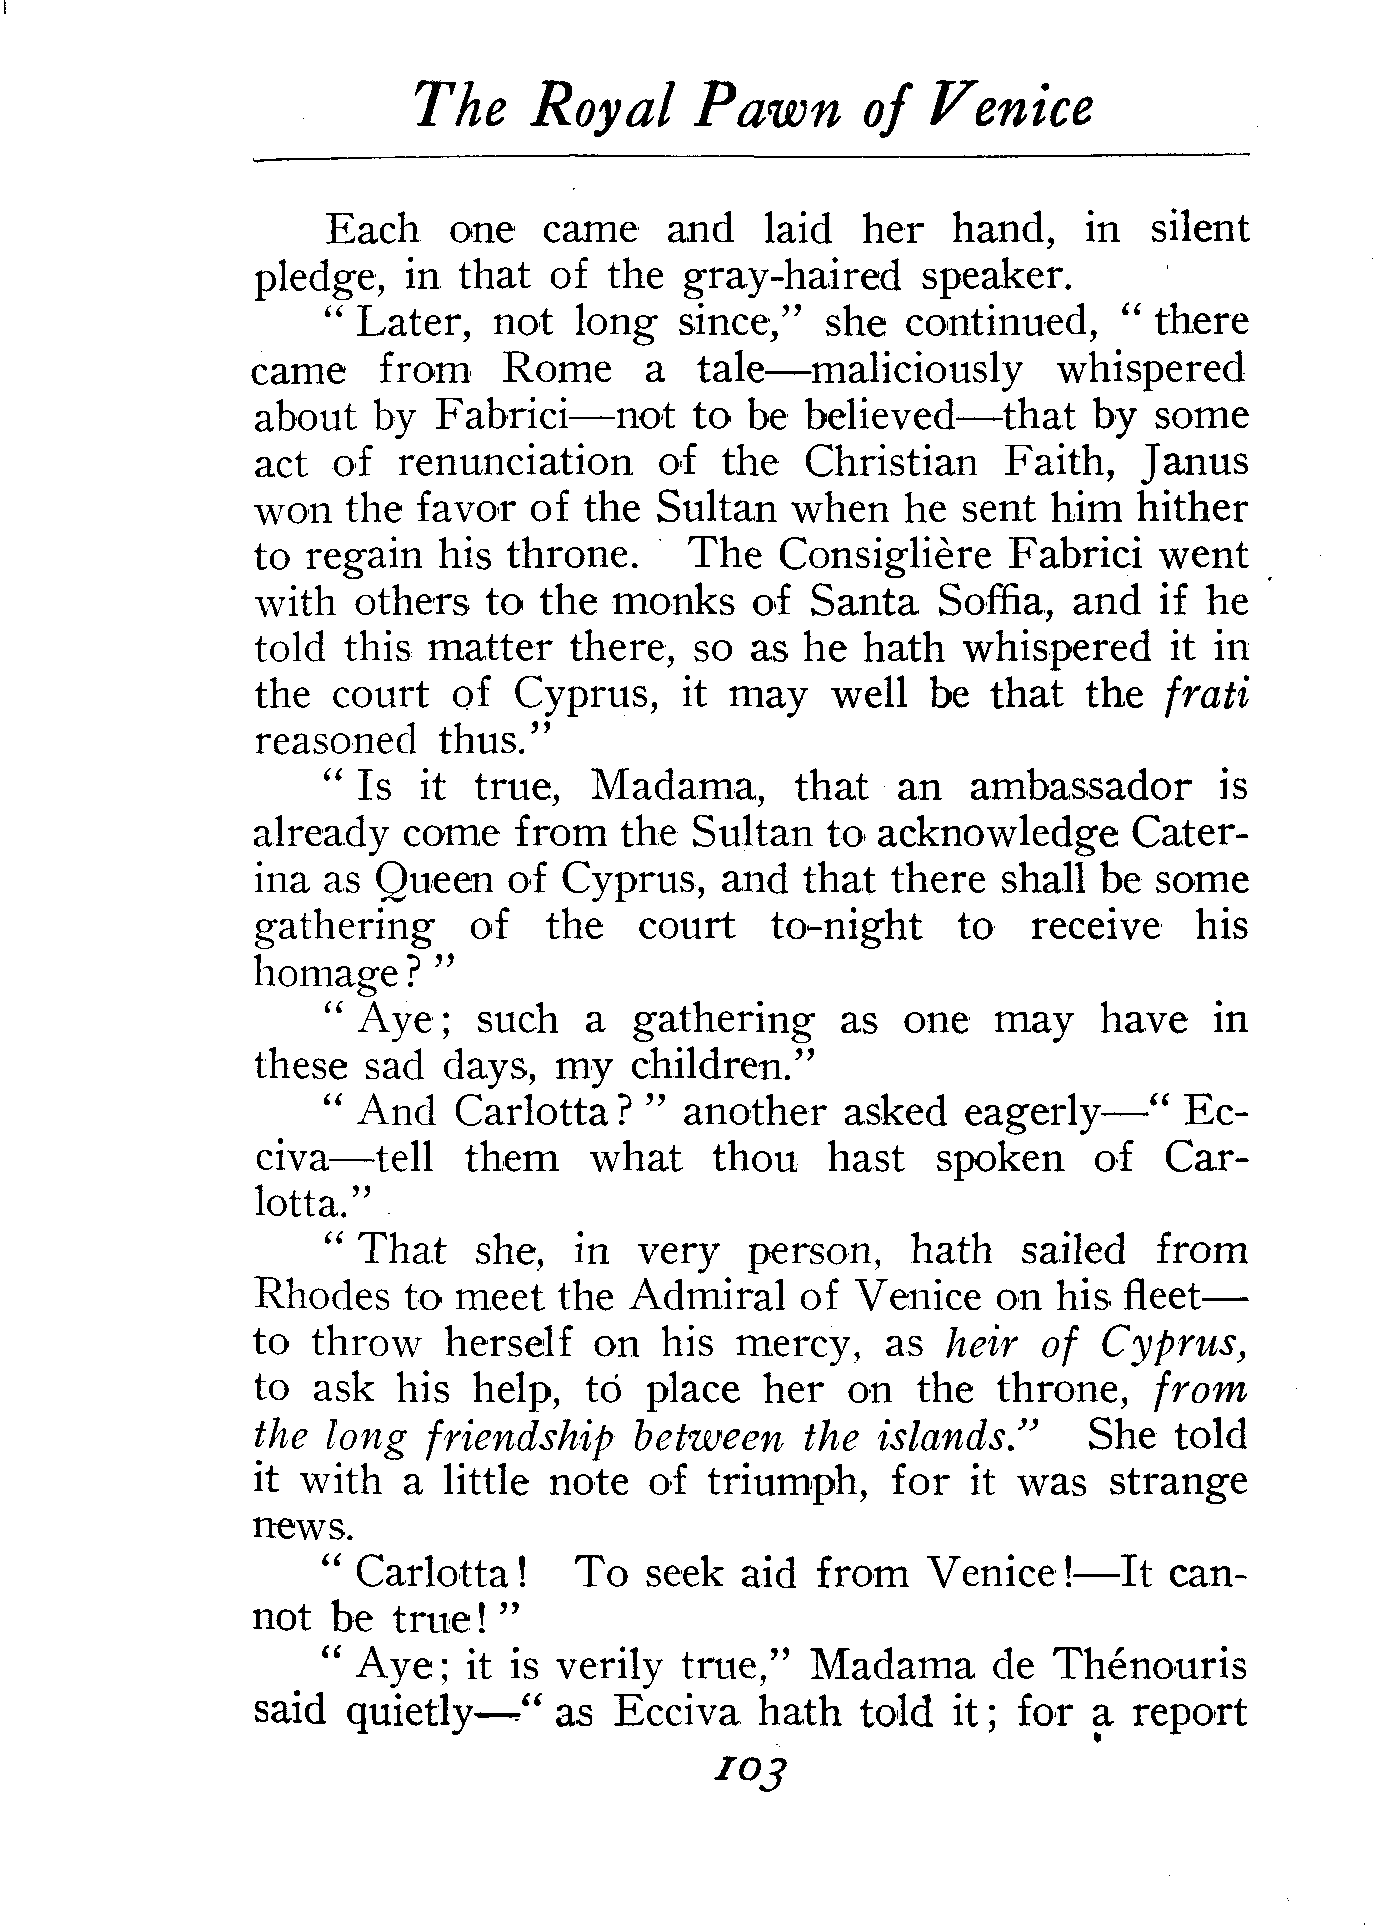 The Royal Pawn of Venice
Each one came and laid her hand, in silent
pledge, in that of the gray-haired speaker.
“ Later, not long since,” she continued, “ there
came from Rome a tale—maliciously whispered
about by Fabrici—not to be believed—that by some
act of renunciation of the Christian Faith, Janus
won the favor of the Sultan when he sent him hither
to regain his throne. The Consiglière Fabrici went
with others to the monks of Santa Soffia, and if he
told this matter there, so as he hath whispered it in
the court of Cyprus, it may well be that the frati
reasoned thus.”
“ Is it true, Madama, that an ambassador is
already come from the Sultan to acknowledge Cater-
ina as Queen of Cyprus, and that there shall be some
gathering of the court to-night to receive his
homage? ”
“ Aye; such a gathering as one may have in
these sad days, my children.”
“ And Carlotta? ” another asked eagerly—“ Ec-
civa—tell them what thou hast spoken of Car-
lotta.”
“ That she, in very person, hath sailed from
Rhodes to meet the Admiral of Venice on his fleet—
to throw herself on his mercy, as heir of Cyprus,
to ask his help, to place her on the throne, from
the long friendship between the islands.” She told
it with a little note of triumph, for it was strange
news.
“ Carlotta! To seek aid from Venice!—It can-
not be true! ”
“ Aye; it is verily true,” Madama de Thénouris
said quietly—“ as Ecciva hath told it; for a report
103